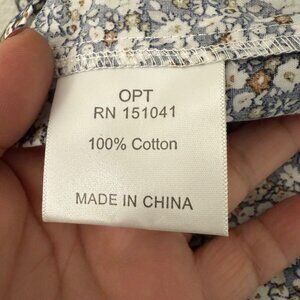 OPT
RN 151041
100% Cotton
MADE IN CHINA